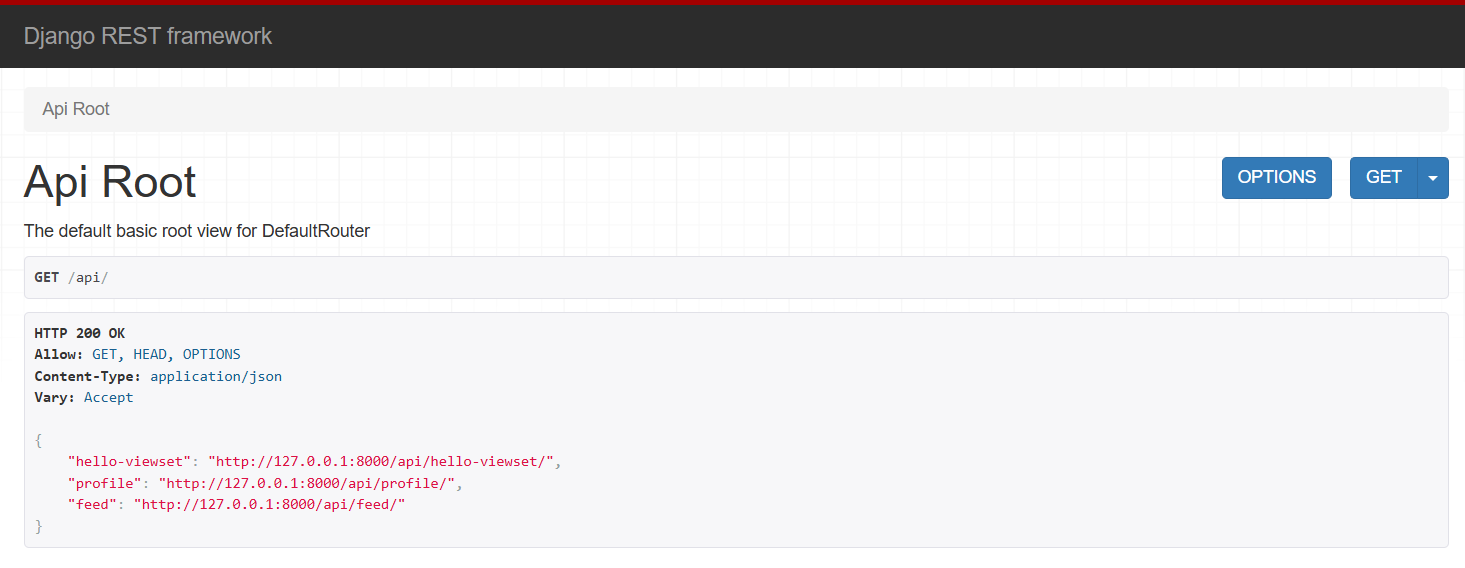 Django REST framework
Api Root
Api Root
OPTIONS
GET
The default basic root view for DefaultRouter
GET /api/
HTTP 200 OK
Allow: GET, HEAD, OPTIONS
Content-Type: application/json
Vary: Accept
{
    "hello-viewset": "http://127.0.0.1:8000/api/hello-viewset/",
    "profile": "http://127.0.0.1:8000/api/profile/",
    "feed": "http://127.0.0.1:8000/api/feed/"
}